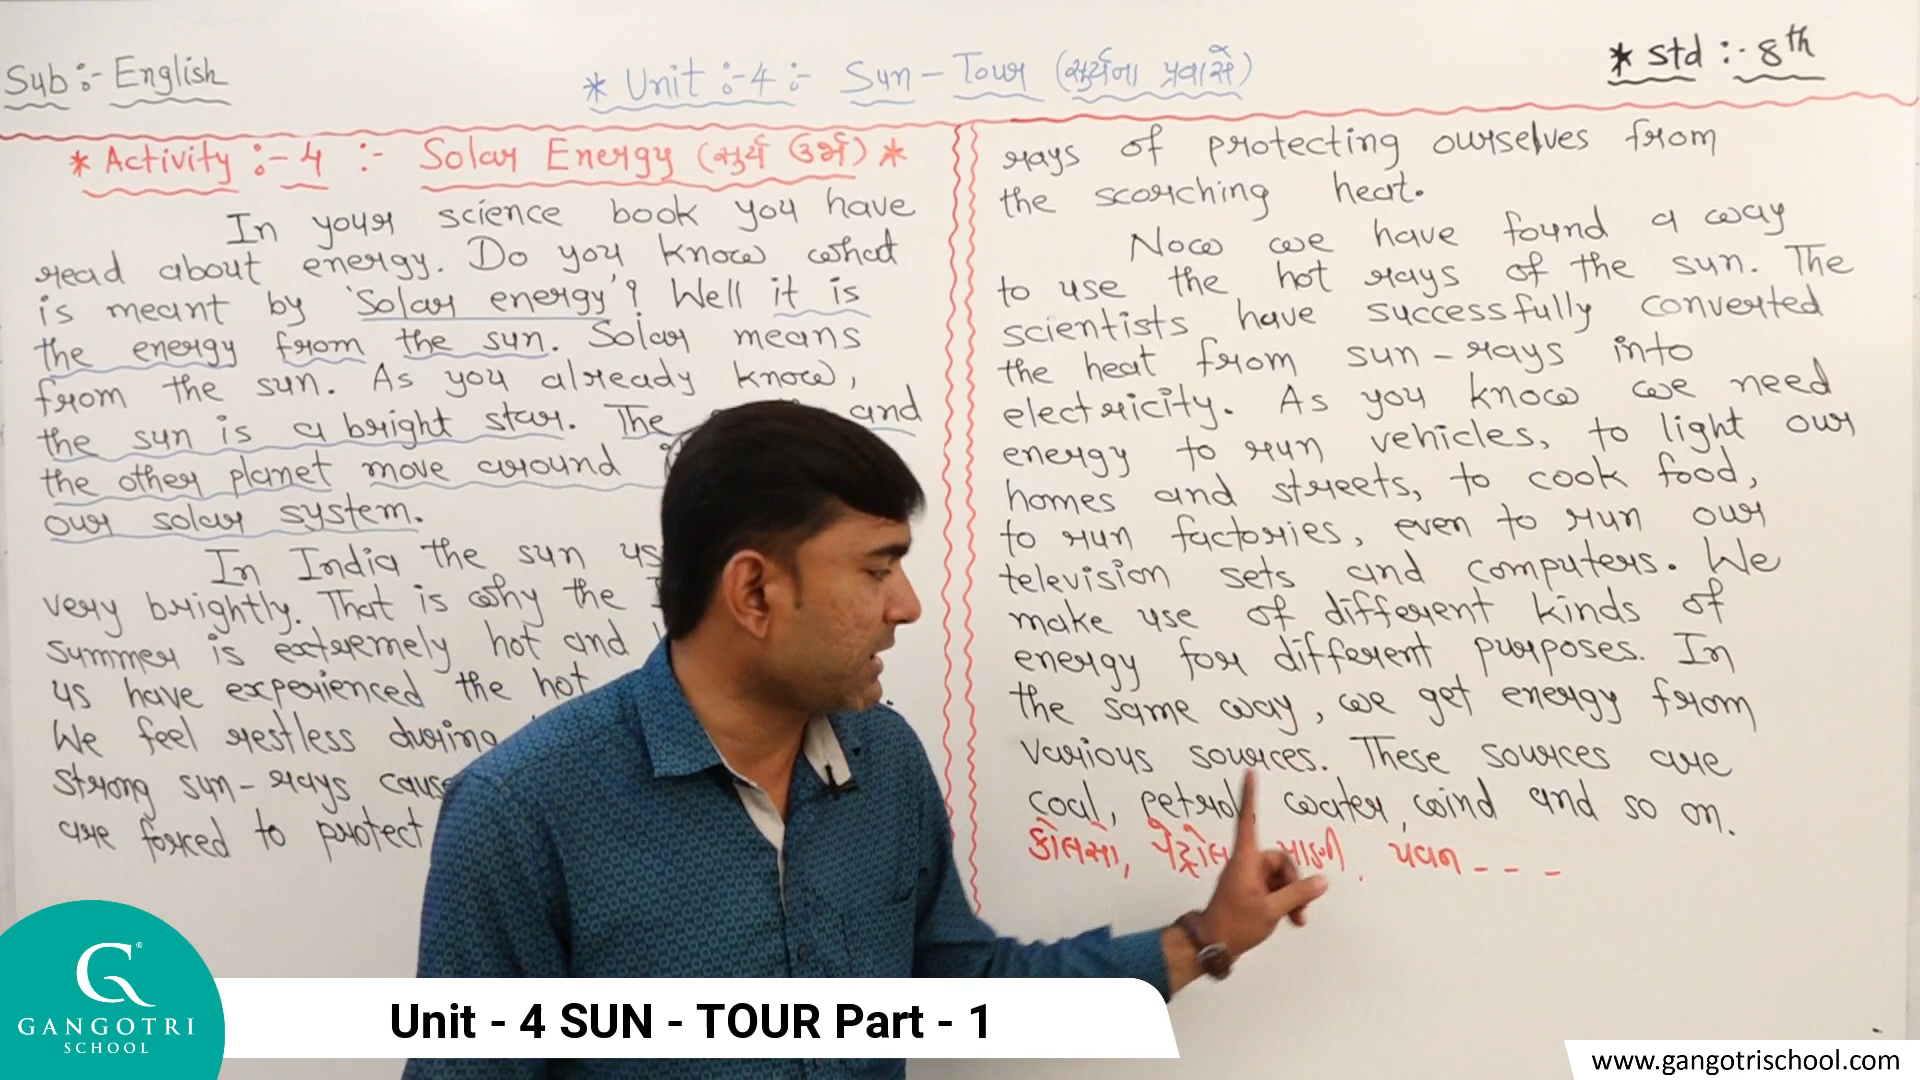 Sub :- English
* Unit :- 4 :- Sun - Tour (સુર્યના પ્રવાસે)
* Std :- 8th
* Activity :- 4 :- Solar Energy (સુર્ય ઉર્જા) *
In your science book you have
read about energy. Do you know what
is meant by 'Solar energy'? Well it is
the energy from the sun. Solar means
from the sun. As you already know,
the sun is a bright star. The and
the other planet move around
our solar system.
In India the sun
very brightly. That is why the
summer is extremely hot and
us have experienced the hot
We feel restless during
strong sun-rays cause
are forced to protect
rays of protecting ourselves from
the scorching heat.
Now we have found a way
to use the hot rays of the sun. The
scientists have successfully converted
the heat from sun-rays into
electricity. As you know we need
energy to run vehicles, to light our
homes and streets, to cook food,
to run factories, even to run our
television sets and computers. We
make use of different kinds of
energy for different purposes. In
the same way, we get energy from
various sources. These sources are
coal, petrol, water, wind and so on.
કોલસો, પેટ્રોલ પવન - - -
G®
GANGOTRI
SCHOOL
Unit - 4 SUN - TOUR Part - 1
www.gangotrischool.com